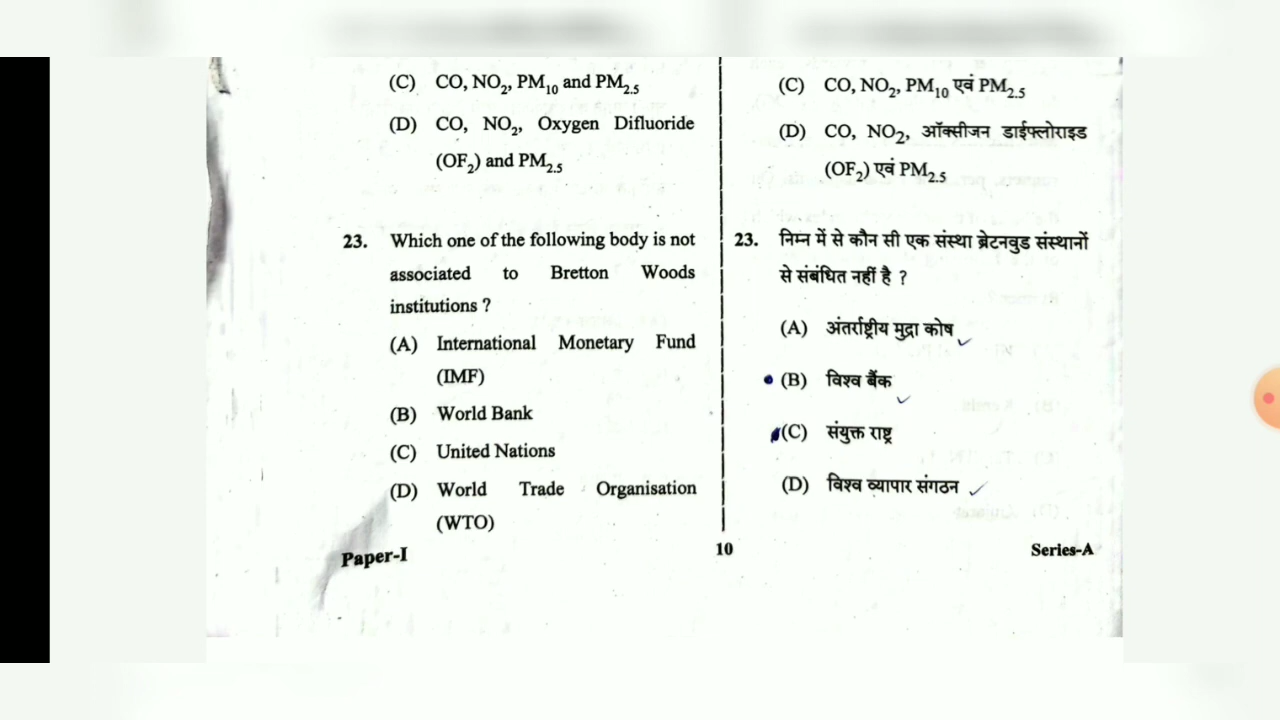 (C) CO, NO2, PM10 and PM2.5
(D) CO, NO2, Oxygen Difluoride
(OF2) and PM2.5
23. Which one of the following body is not
associated to Bretton Woods
institutions ?
(A) International Monetary Fund
(IMF)
(B) World Bank
(C) United Nations
(D) World Trade Organisation
(WTO)
(C) CO, NO2, PM10 एवं PM2.5
(D) CO, NO2, ऑक्सीजन डाईफ्लोराइड
(OF2) एवं PM2.5
23. निम्न में से कौन सी एक संस्था ब्रेटनवुड संस्थानों
से संबंधित नहीं है ?
(A) अंतर्राष्ट्रीय मुद्रा कोष
(B) विश्व बैंक
(C) संयुक्त राष्ट्र
(D) विश्व व्यापार संगठन
Paper-I 10 Series-A